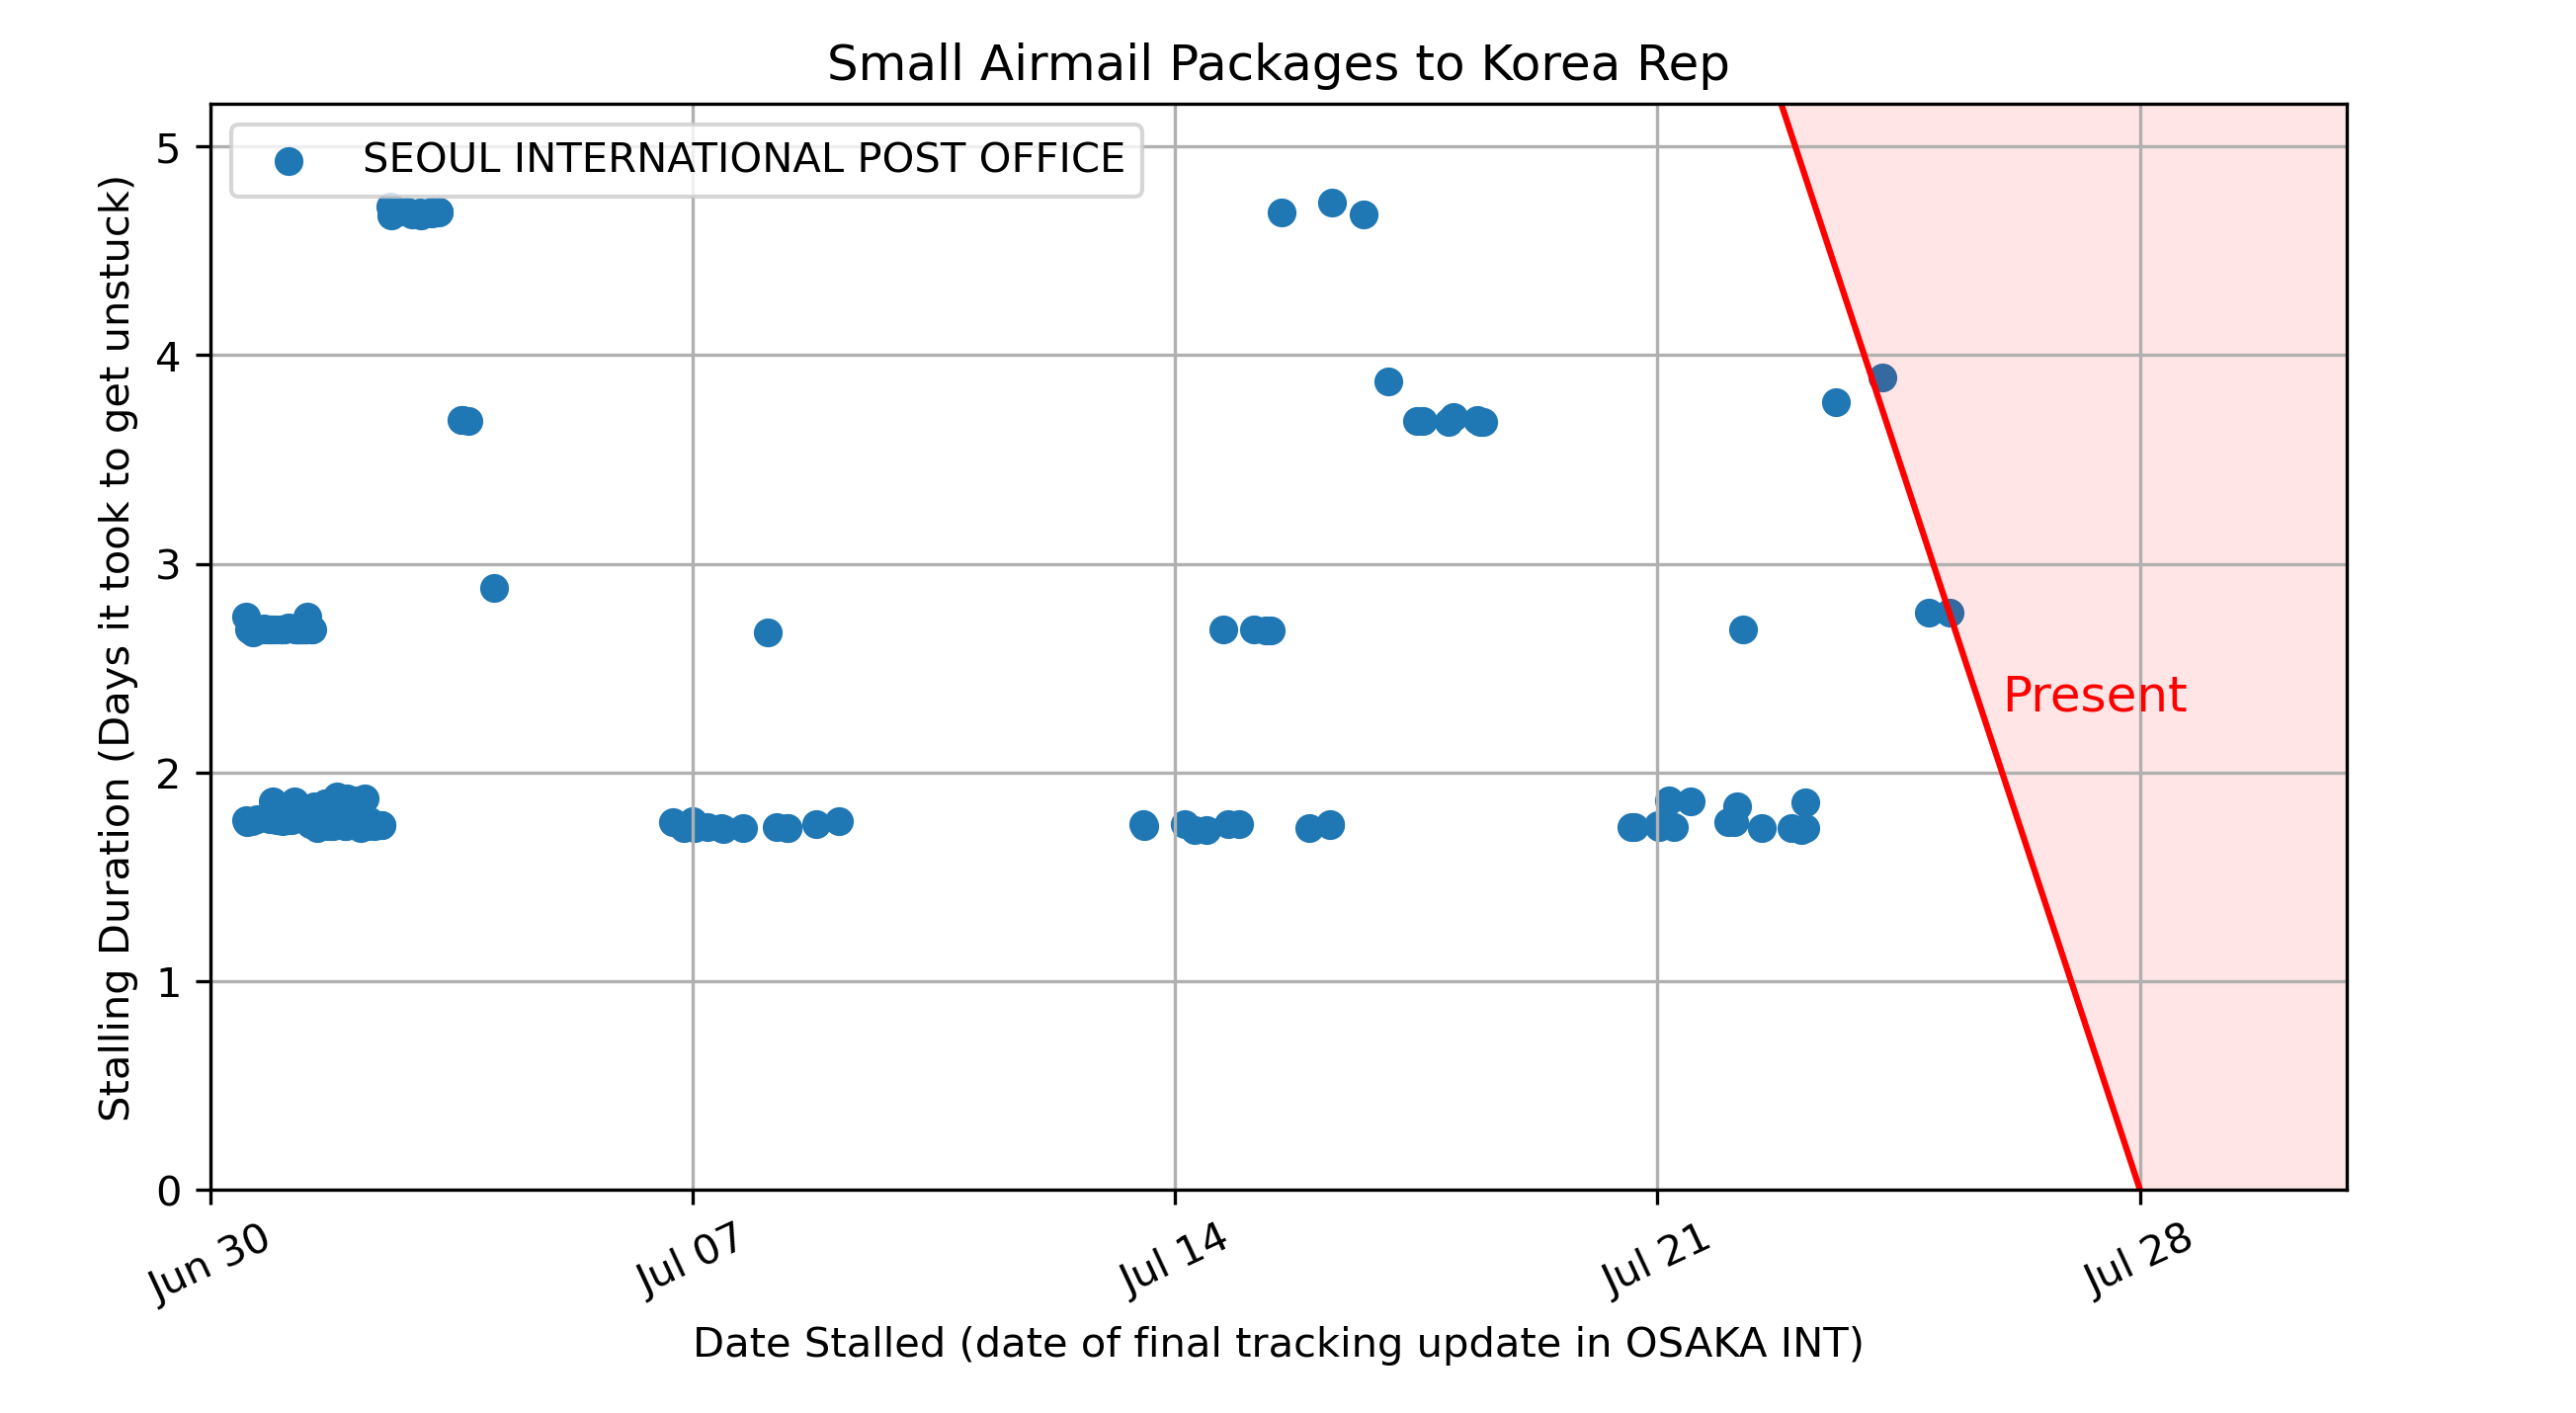 Small Airmail Packages to Korea Rep
SEOUL INTERNATIONAL POST OFFICE
Stalling Duration (Days it took to get unstuck)
5
4
3
2
1
0
Present
Jun 30
Jul 07
Jul 14
Jul 21
Jul 28
Date Stalled (date of final tracking update in OSAKA INT)